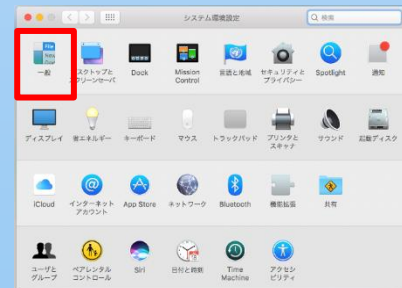 システム環境設定
検索
一般
デスクトップと
スクリーンセーバ
Dock
Mission
Control
言語と地域
セキュリティと
プライバシー
Spotlight
通知
ディスプレイ
省エネルギー
キーボード
マウス
トラックパッド
プリンタと
スキャナ
サウンド
起動ディスク
iCloud
インターネット
アカウント
App Store
ネットワーク
Bluetooth
機能拡張
共有
ユーザと
グループ
ペアレンタル
コントロール
Siri
日付と時刻
Time
Machine
アクセシ
ビリティ